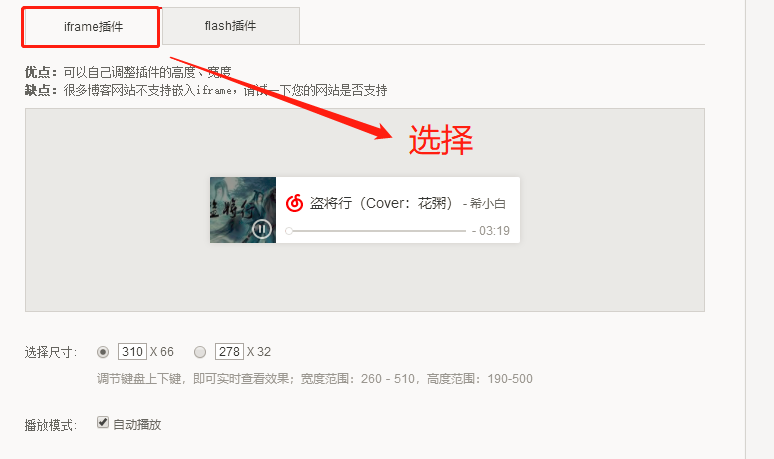 iframe插件
flash插件
优点：可以自己调整插件的高度、宽度
缺点：很多博客网站不支持嵌入iframe，请试一下您的网站是否支持
选择
盗将行
盗将行（Cover：花粥） - 希小白
- 03:19
选择尺寸： 310 X 66 278 X 32
调节键盘上下键，即可实时查看效果；宽度范围：260 - 510，高度范围：190-500
播放模式： 自动播放